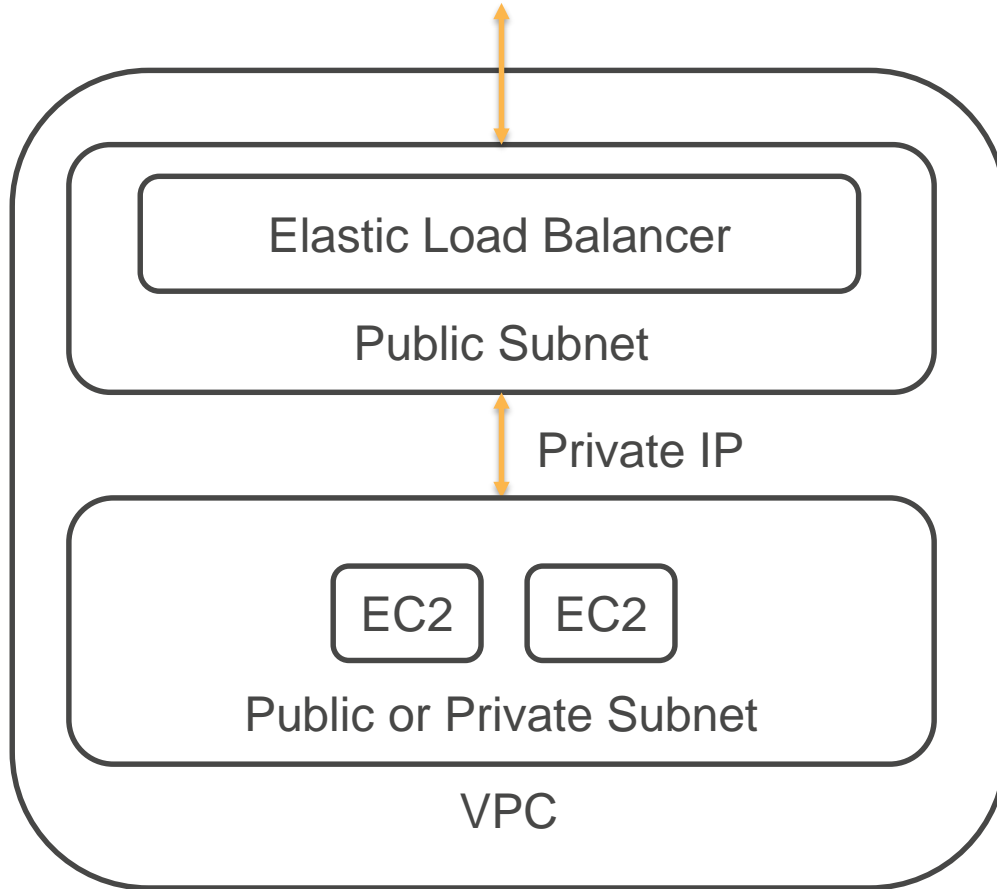 Elastic Load Balancer
Public Subnet
Private IP
EC2 EC2
Public or Private Subnet
VPC